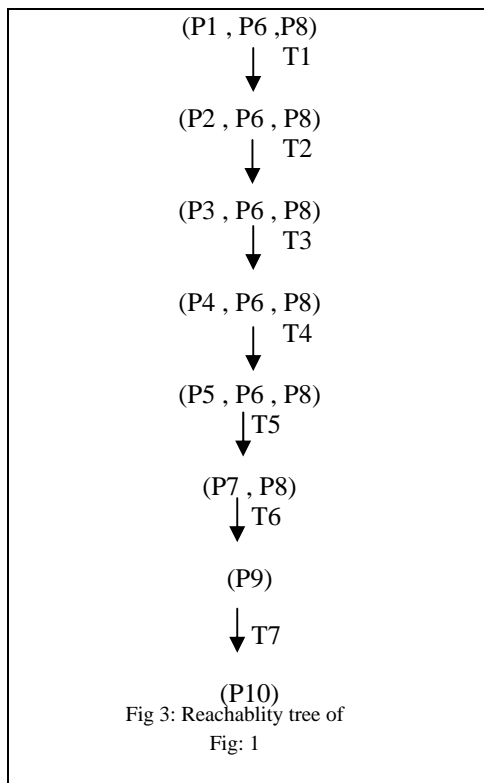 (P1 , P6 ,P8)
T1
(P2 , P6 , P8)
T2
(P3 , P6 , P8)
T3
(P4 , P6 , P8)
T4
(P5 , P6 , P8)
T5
(P7 , P8)
T6
(P9)
T7
(P10)
Fig 3: Reachablity tree of
Fig: 1